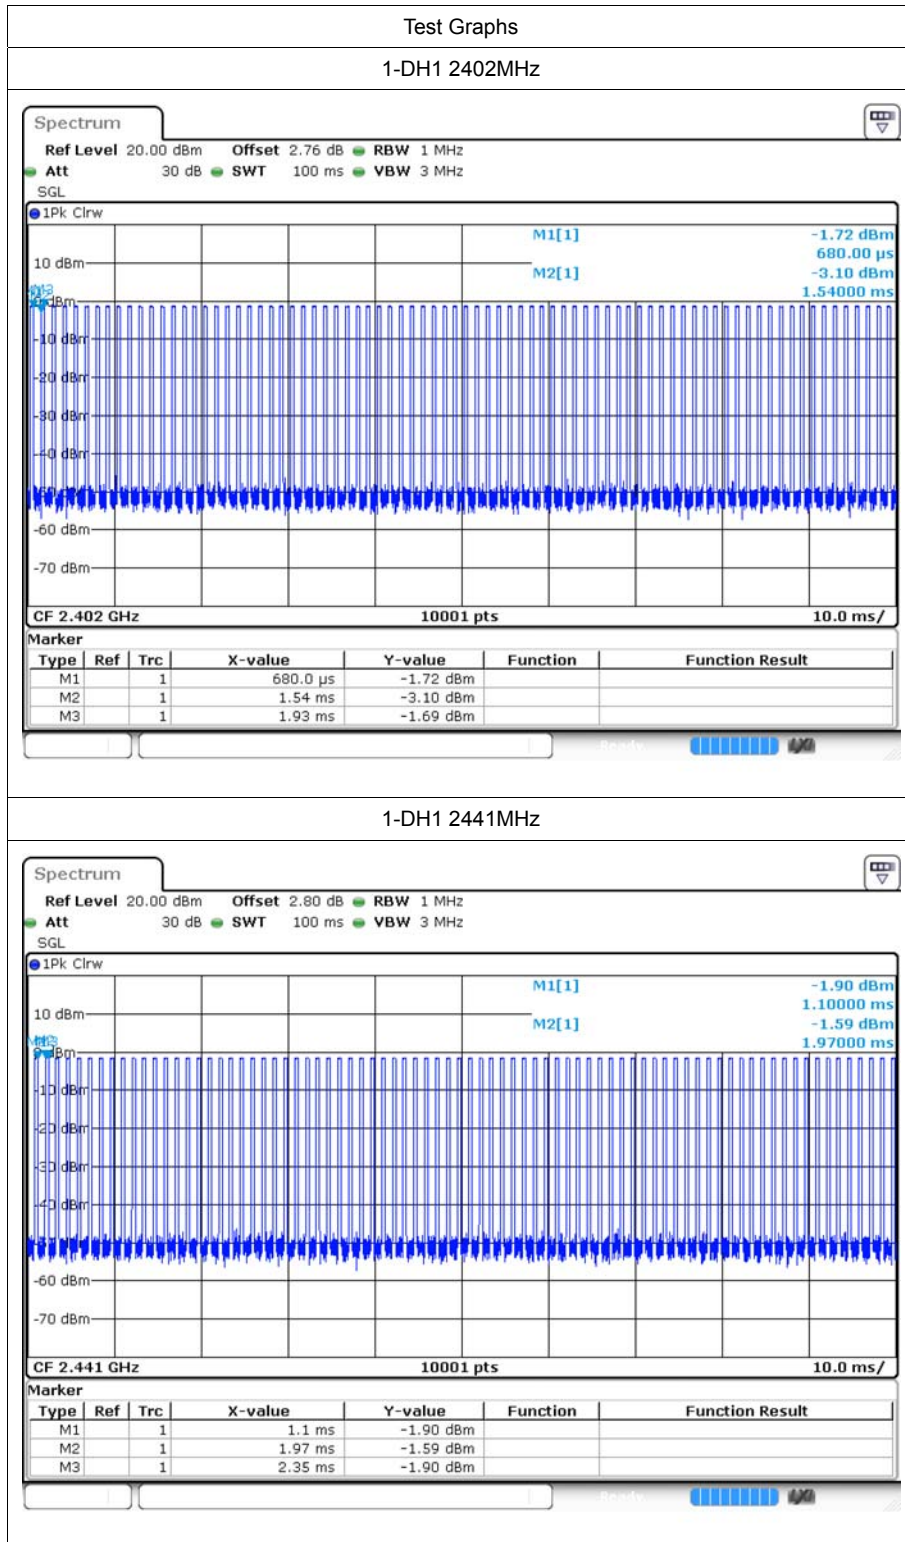 Test Graphs
1-DH1 2402MHz
Spectrum
Ref Level 20.00 dBm Offset 2.76 dB RBW 1 MHz
Att 30 dB SWT 100 ms VBW 3 MHz
SGL
1Pk Clrw
M1[1] -1.72 dBm
680.00 µs
10 dBm
M2[1] -3.10 dBm
1.54000 ms
-10 dBm
-20 dBm
-30 dBm
-40 dBm
-60 dBm
-70 dBm
CF 2.402 GHz 10001 pts 10.0 ms/
Marker
Type Ref Trc X-value Y-value Function Function Result
M1 1 680.0 µs -1.72 dBm
M2 1 1.54 ms -3.10 dBm
M3 1 1.93 ms -1.69 dBm
Ready
1-DH1 2441MHz
Spectrum
Ref Level 20.00 dBm Offset 2.80 dB RBW 1 MHz
Att 30 dB SWT 100 ms VBW 3 MHz
SGL
1Pk Clrw
M1[1] -1.90 dBm
1.10000 ms
10 dBm
M2[1] -1.59 dBm
1.97000 ms
-10 dBm
-20 dBm
-30 dBm
-40 dBm
-60 dBm
-70 dBm
CF 2.441 GHz 10001 pts 10.0 ms/
Marker
Type Ref Trc X-value Y-value Function Function Result
M1 1 1.1 ms -1.90 dBm
M2 1 1.97 ms -1.59 dBm
M3 1 2.35 ms -1.90 dBm
Ready